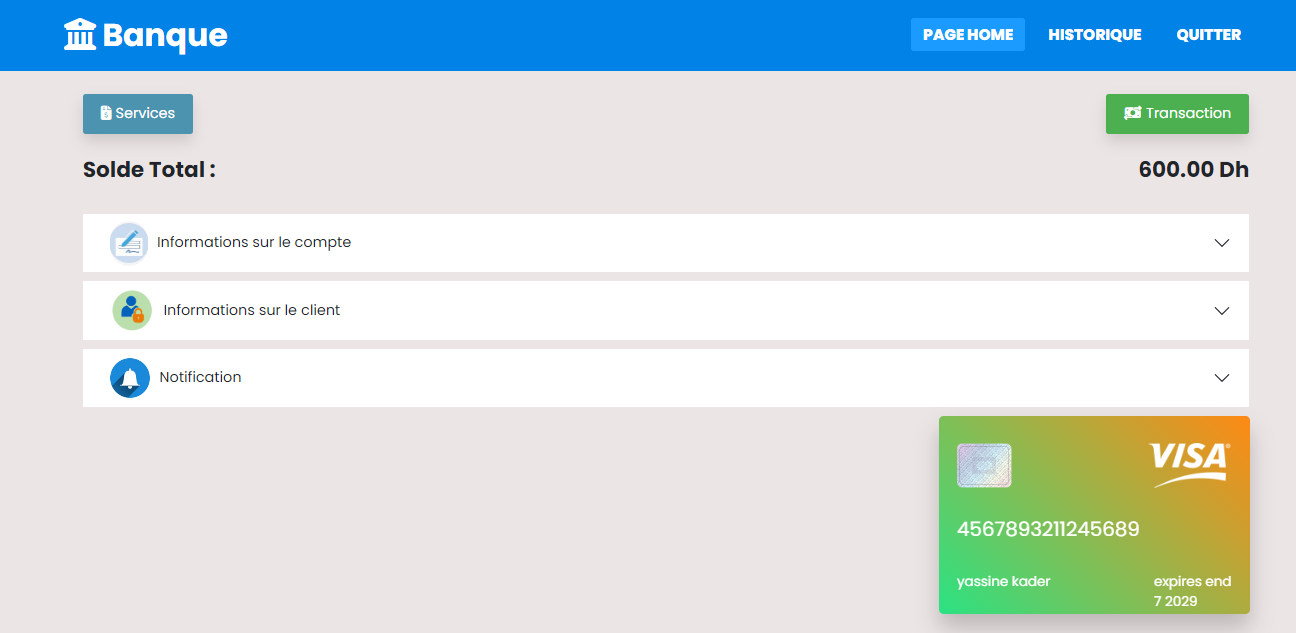 Banque
PAGE HOME
HISTORIQUE
QUITTER
Services
Transaction
Solde Total :
600.00 Dh
Informations sur le compte
Informations sur le client
Notification
VISA
4567893211245689
yassine kader
expires end
7 2029